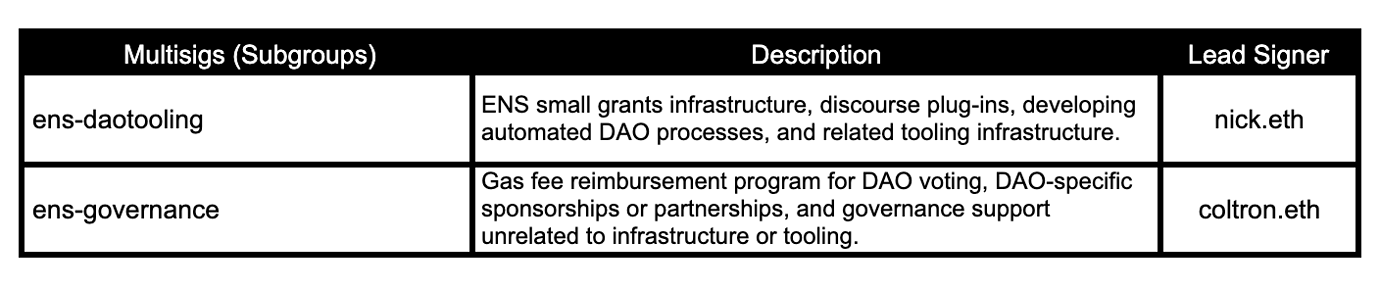 Multisigs (Subgroups) Description Lead Signer
ens-daotooling
ENS small grants infrastructure, discourse plug-ins, developing
automated DAO processes, and related tooling infrastructure.
nick.eth
ens-governance
Gas fee reimbursement program for DAO voting, DAO-specific
sponsorships or partnerships, and governance support
unrelated to infrastructure or tooling.
coltron.eth